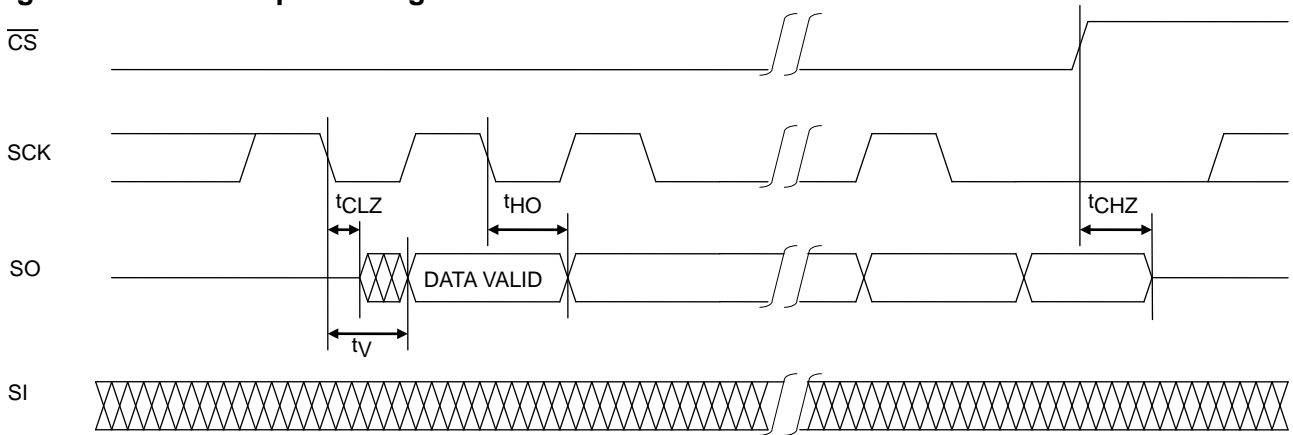 CS
SCK
tCLZ
tHO
tCHZ
SO
DATA VALID
tV
SI